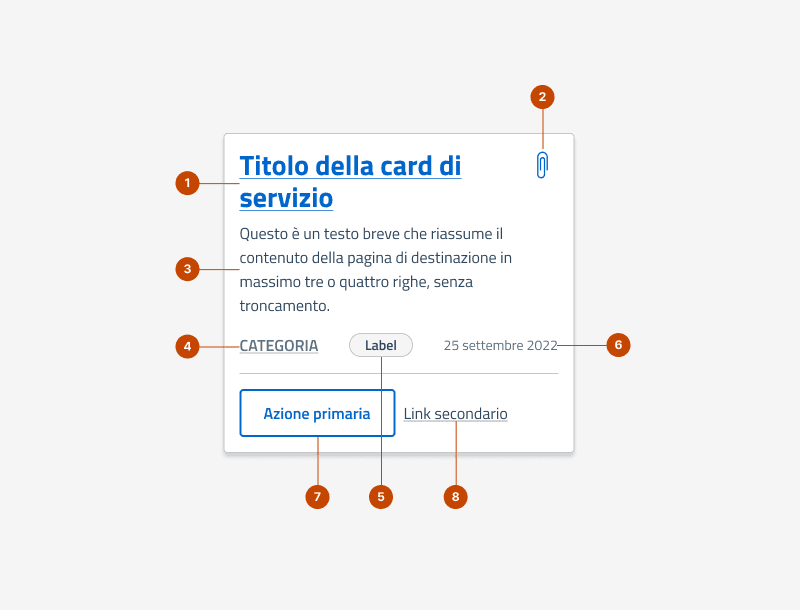 2
Titolo della card di
servizio
1
Questo è un testo breve che riassume il
contenuto della pagina di destinazione in
massimo tre o quattro righe, senza
troncamento.
3
4
CATEGORIA
Label
25 settembre 2022
6
Azione primaria
Link secondario
7
5
8